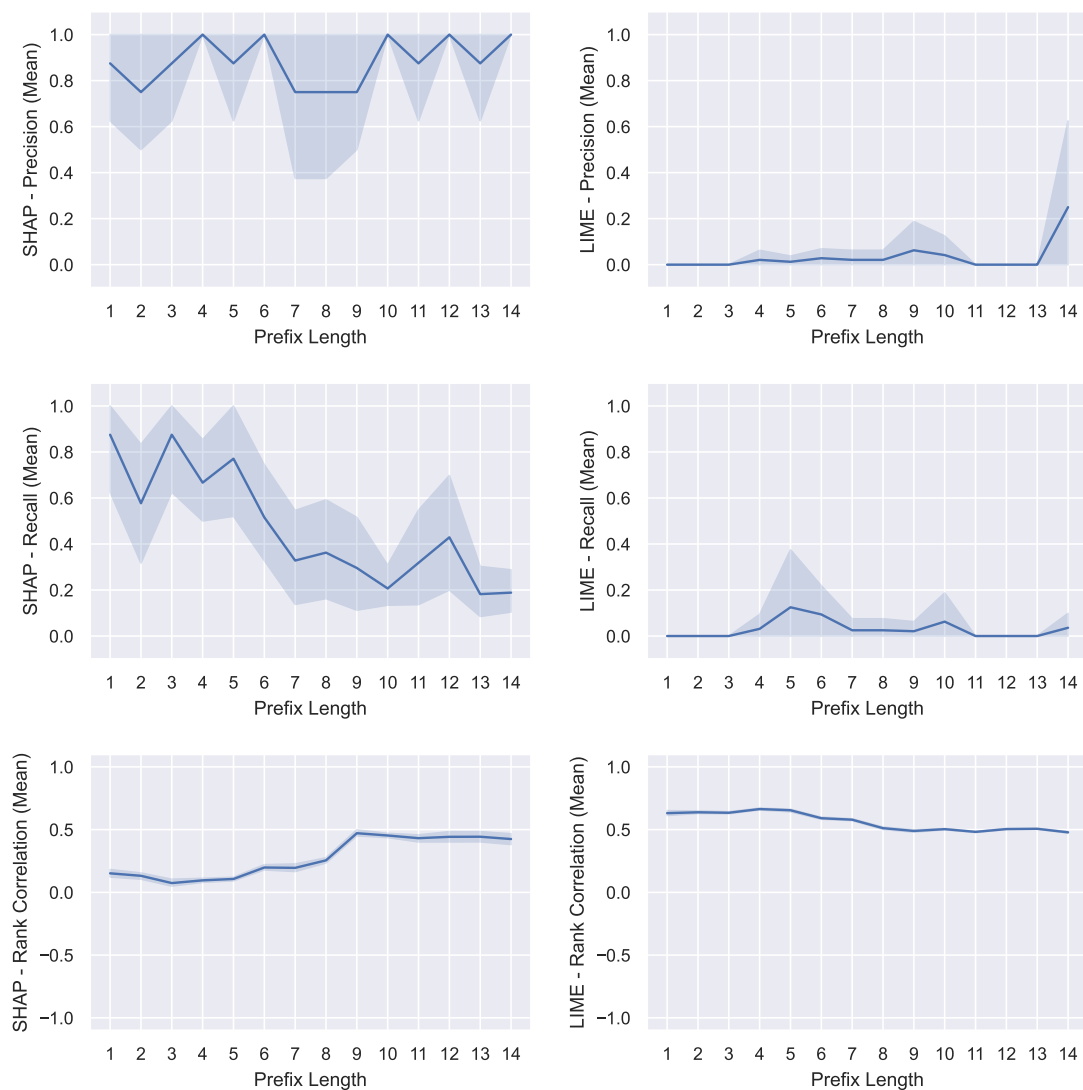 SHAP - Precision (Mean)
1.0
0.8
0.6
0.4
0.2
0.0
1 2 3 4 5 6 7 8 9 10 11 12 13 14
Prefix Length
LIME - Precision (Mean)
1.0
0.8
0.6
0.4
0.2
0.0
1 2 3 4 5 6 7 8 9 10 11 12 13 14
Prefix Length
SHAP - Recall (Mean)
1.0
0.8
0.6
0.4
0.2
0.0
1 2 3 4 5 6 7 8 9 10 11 12 13 14
Prefix Length
LIME - Recall (Mean)
1.0
0.8
0.6
0.4
0.2
0.0
1 2 3 4 5 6 7 8 9 10 11 12 13 14
Prefix Length
SHAP - Rank Correlation (Mean)
1.0
0.5
0.0
−0.5
−1.0
1 2 3 4 5 6 7 8 9 10 11 12 13 14
Prefix Length
LIME - Rank Correlation (Mean)
1.0
0.5
0.0
−0.5
−1.0
1 2 3 4 5 6 7 8 9 10 11 12 13 14
Prefix Length